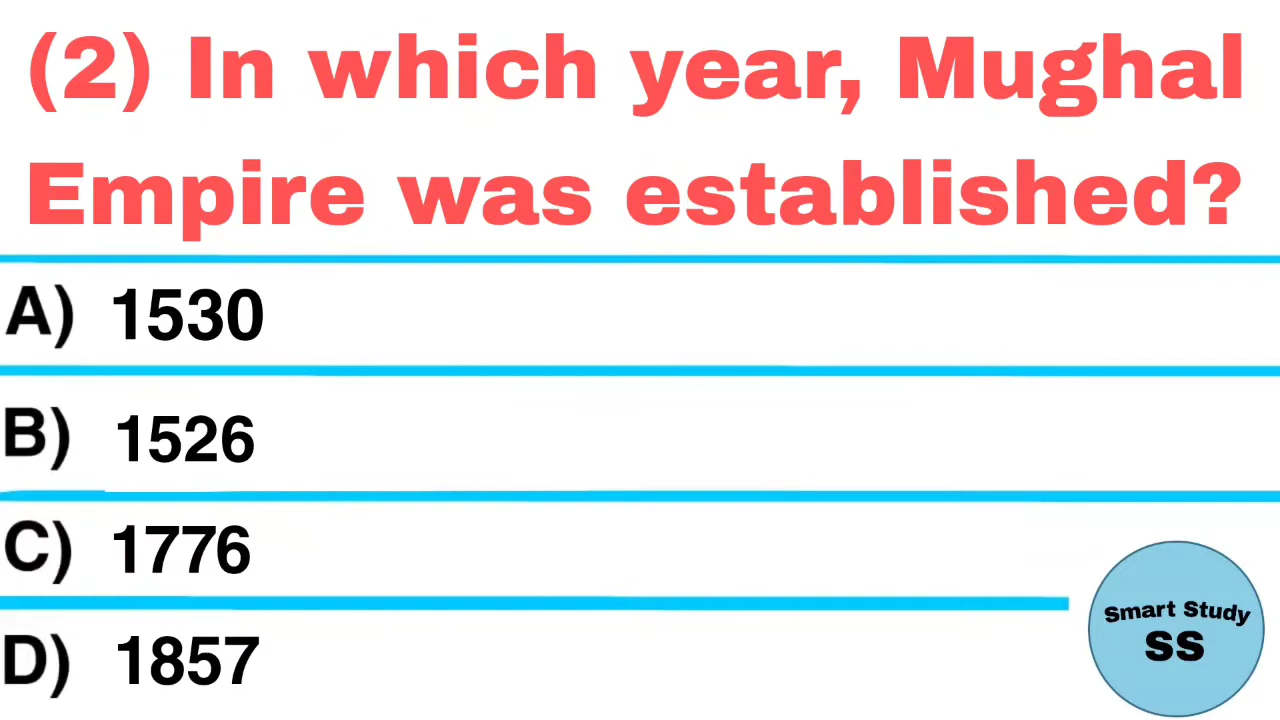 (2) In which year, Mughal
Empire was established?
A) 1530
B) 1526
C) 1776
D) 1857
Smart Study
SS